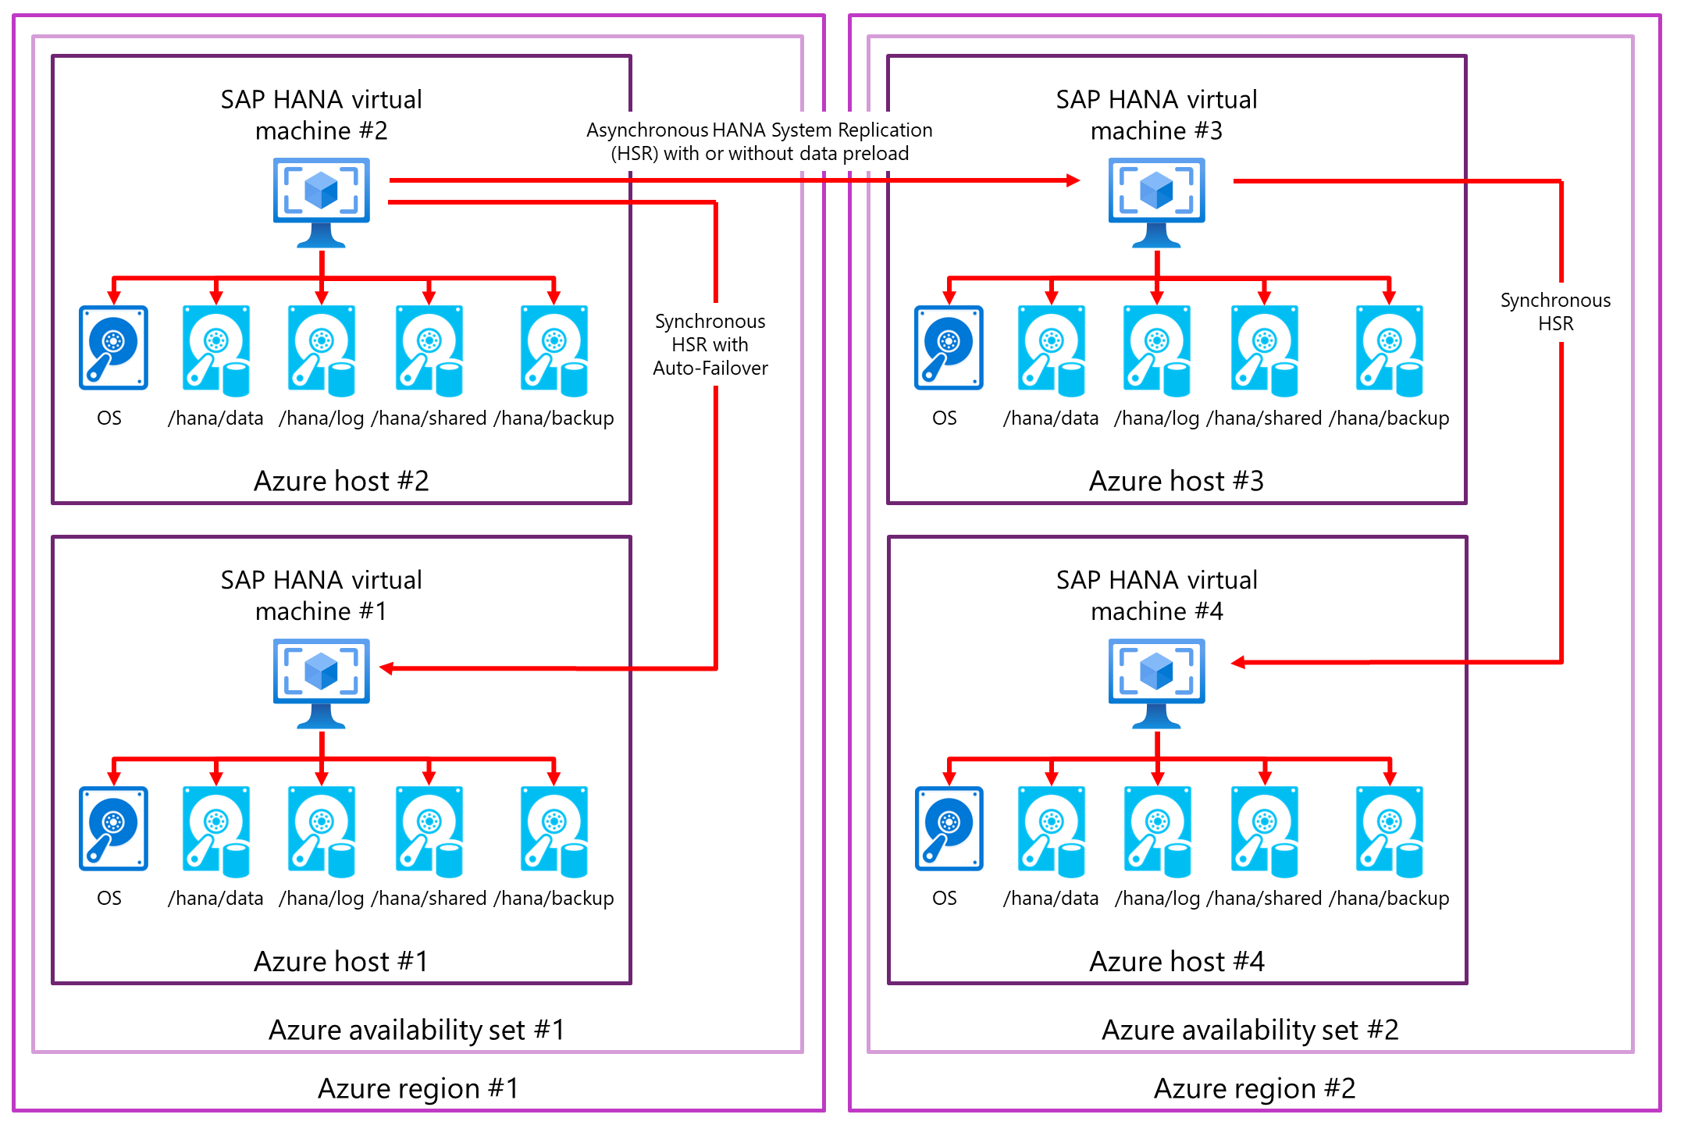 SAP HANA virtual
machine #2
Asynchronous HANA System Replication
(HSR) with or without data preload
SAP HANA virtual
machine #3
Synchronous
HSR with
Auto-Failover
Synchronous
HSR
OS
/hana/data
/hana/log
/hana/shared
/hana/backup
Azure host #2
OS
/hana/data
/hana/log
/hana/shared
/hana/backup
Azure host #3
SAP HANA virtual
machine #1
OS
/hana/data
/hana/log
/hana/shared
/hana/backup
Azure host #1
SAP HANA virtual
machine #4
OS
/hana/data
/hana/log
/hana/shared
/hana/backup
Azure host #4
Azure availability set #1
Azure availability set #2
Azure region #1
Azure region #2